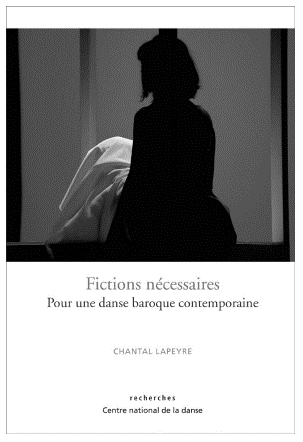 Fictions nécessaires
Pour une danse baroque contemporaine
CHANTAL LAPEYRE
recherches
Centre national de la danse